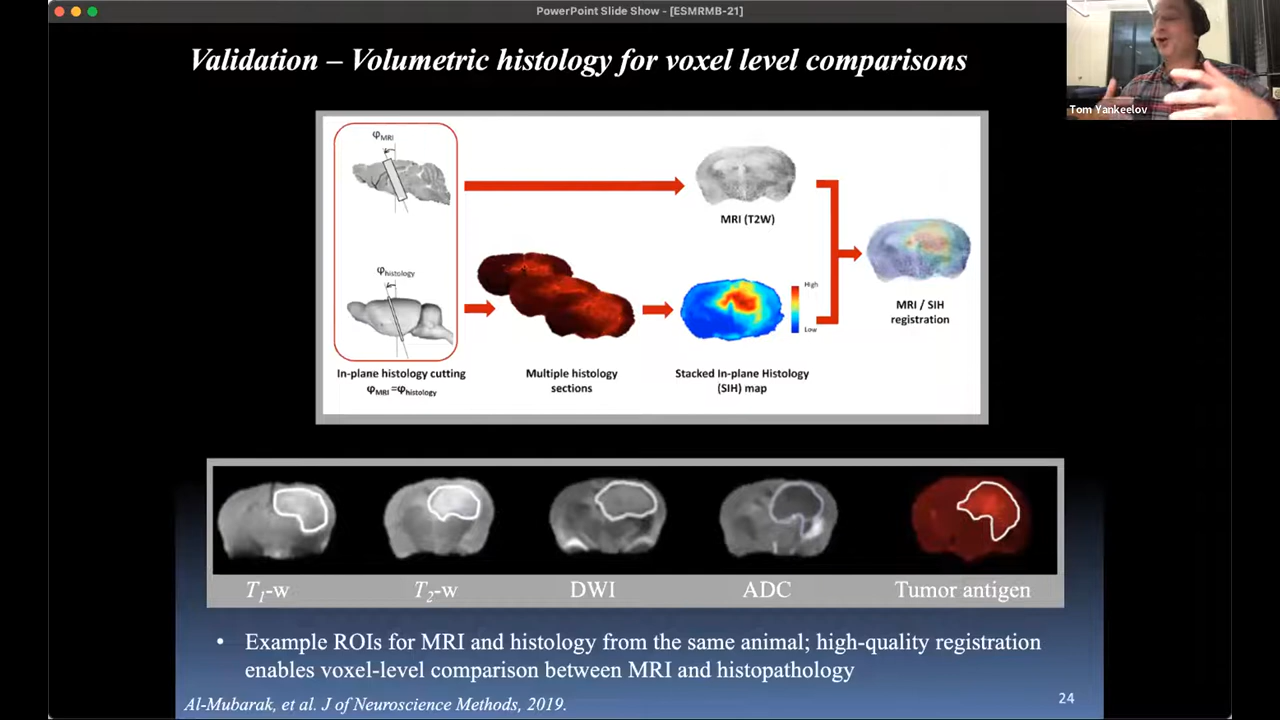 PowerPoint Slide Show - [ESMRMB-21]
Validation – Volumetric histology for voxel level comparisons
Tom Yankeelov
φMRI
MRI (T2W)
φhistology
High
Low
MRI / SIH
registration
In-plane histology cutting
φMRI =φhistology
Multiple histology
sections
Stacked In-plane Histology
(SIH) map
T1-w
T2-w
DWI
ADC
Tumor antigen
• Example ROIs for MRI and histology from the same animal; high-quality registration
enables voxel-level comparison between MRI and histopathology
Al-Mubarak, et al. J of Neuroscience Methods, 2019.
24